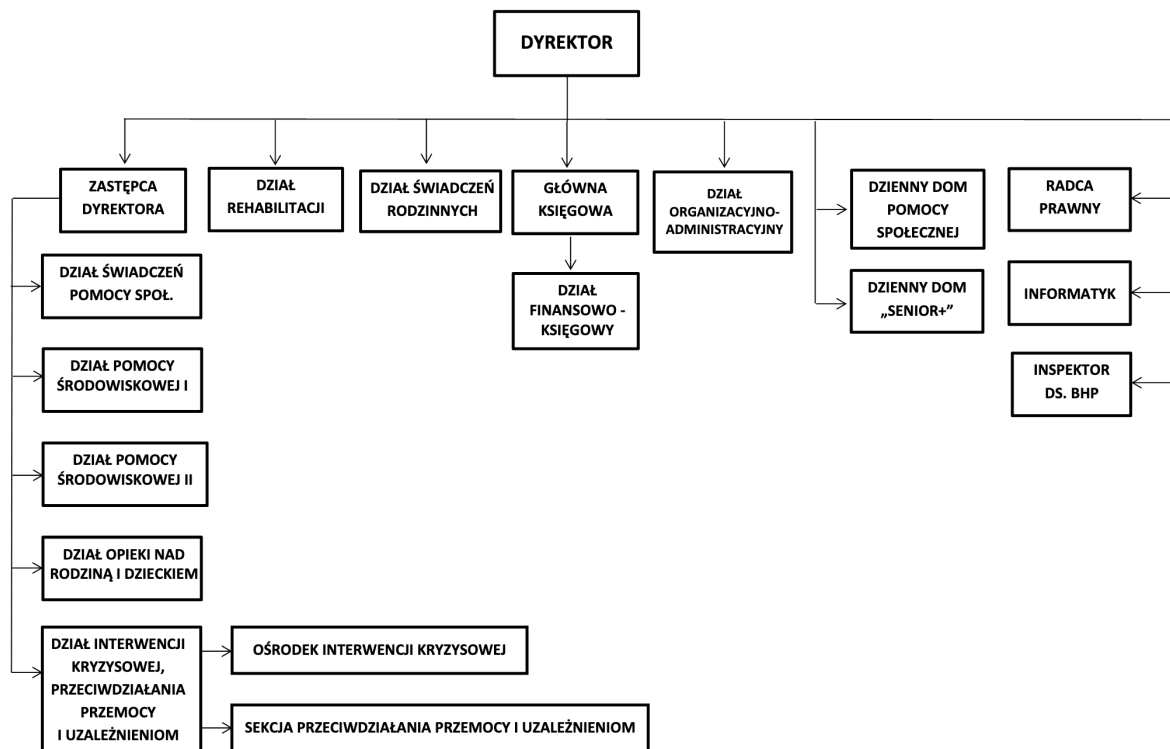 DYREKTOR
ZASTĘPCA
DYREKTORA
DZIAŁ
REHABILITACJI
DZIAŁ ŚWIADCZEŃ
RODZINNYCH
GŁÓWNA
KSIĘGOWA
DZIAŁ
ORGANIZACYJNO-
ADMINISTRACYJNY
DZIENNY DOM
POMOCY
SPOŁECZNEJ
RADCA
PRAWNY
DZIAŁ ŚWIADCZEŃ
POMOCY SPOŁ.
DZIAŁ
FINANSOWO -
KSIĘGOWY
DZIENNY DOM
„SENIOR+”
INFORMATYK
DZIAŁ POMOCY
ŚRODOWISKOWEJ I
INSPEKTOR
DS. BHP
DZIAŁ POMOCY
ŚRODOWISKOWEJ II
DZIAŁ OPIEKI NAD
RODZINĄ I DZIECKIEM
DZIAŁ INTERWENCJI
KRYZYSOWEJ,
PRZECIWDZIAŁANIA
PRZEMOCY
I UZALEŻNIENIOM
OŚRODEK INTERWENCJI KRYZYSOWEJ
SEKCJA PRZECIWDZIAŁANIA PRZEMOCY I UZALEŻNIENIOM